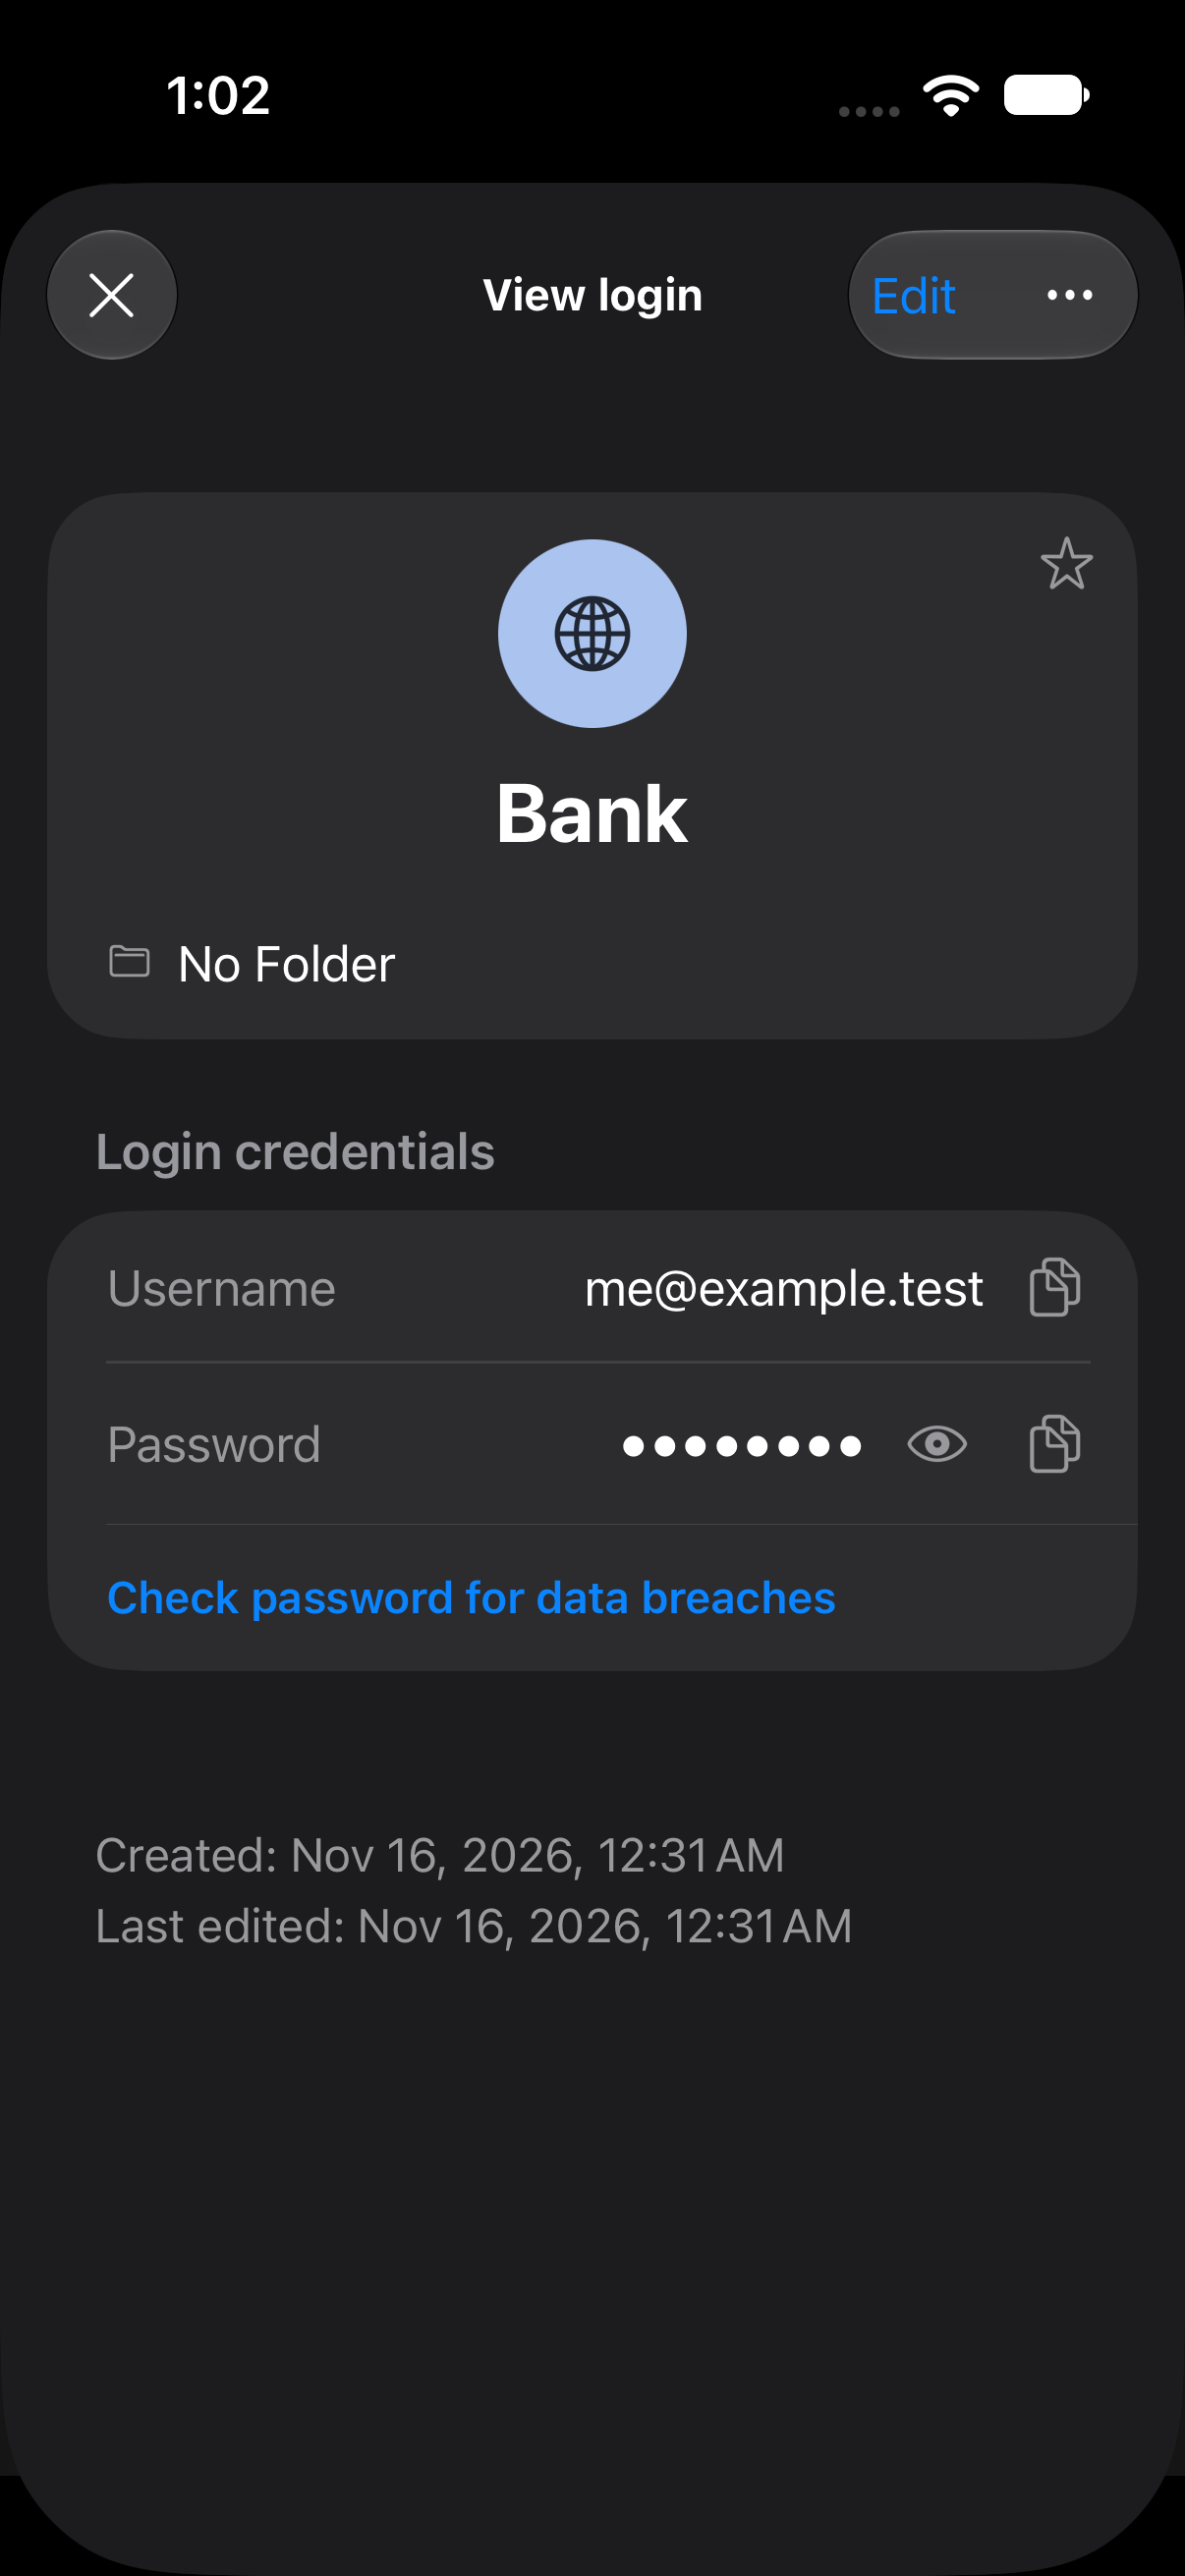 1:02
View login
Edit
Bank
No Folder
Login credentials
Username
me@example.test
Password
••••••••
Check password for data breaches
Created: Nov 16, 2026, 12:31 AM
Last edited: Nov 16, 2026, 12:31 AM